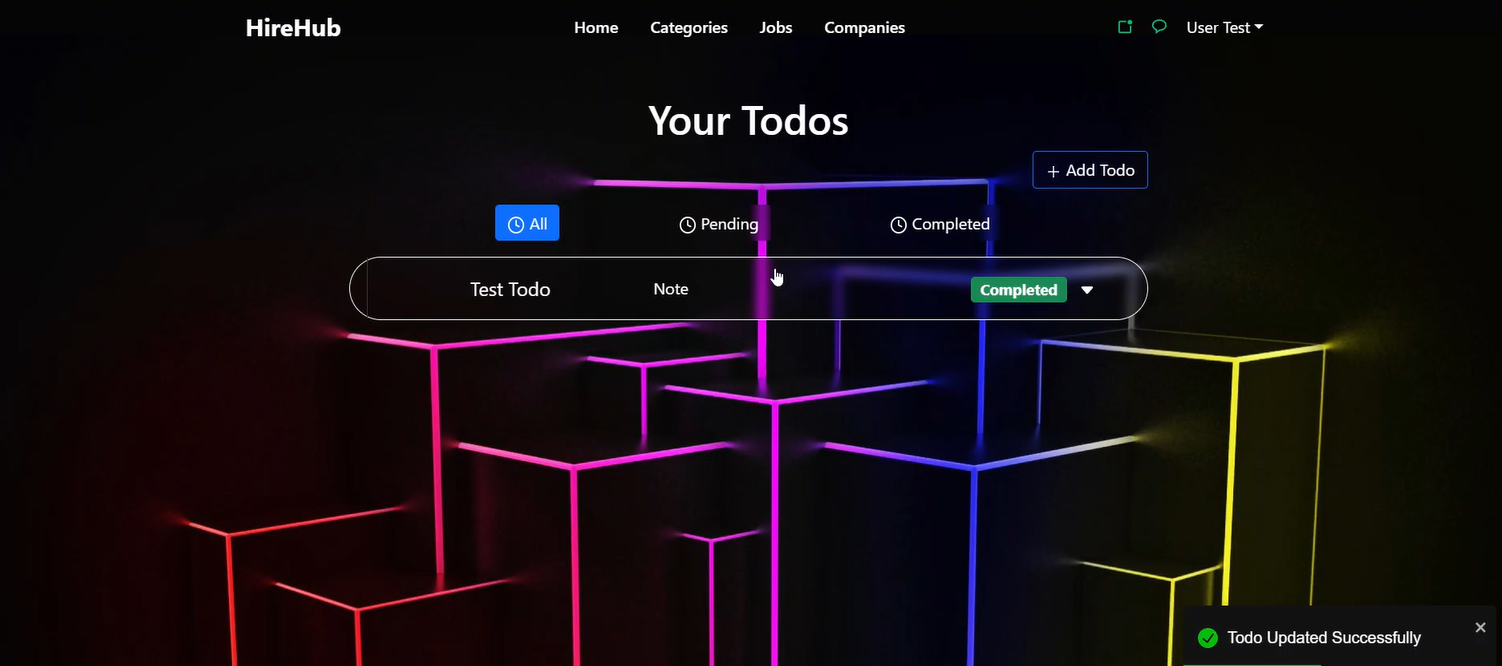 HireHub Home Categories Jobs Companies User Test
Your Todos
+ Add Todo
All Pending Completed
Test Todo Note Completed
Todo Updated Successfully